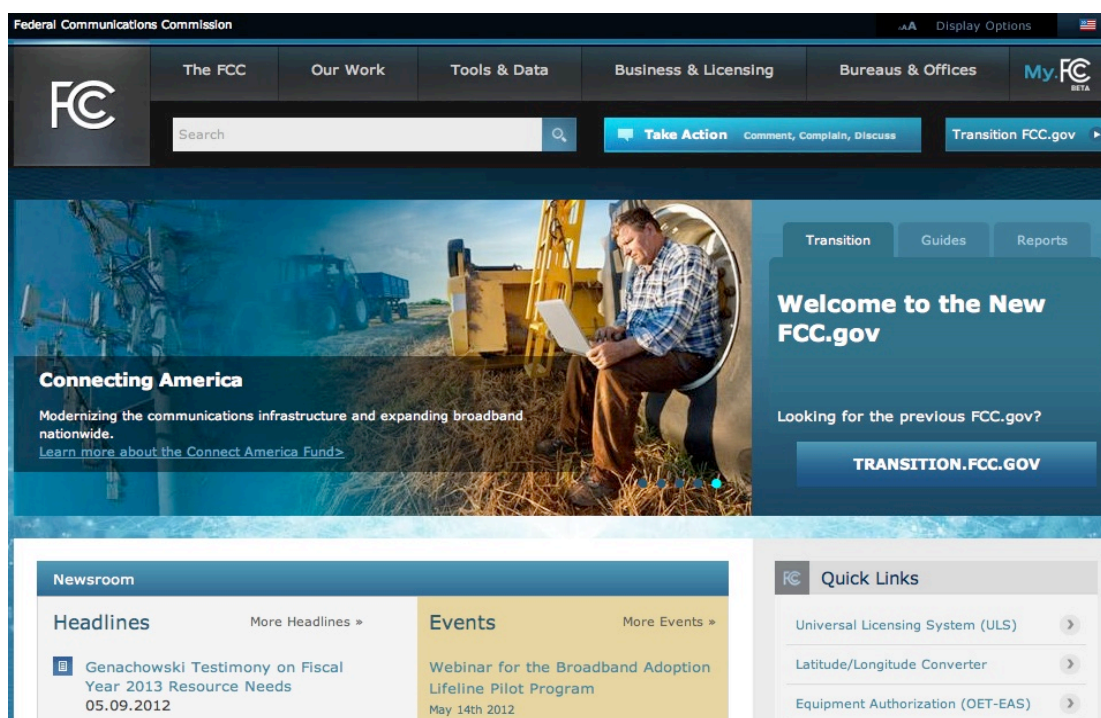 Federal Communications Commission
AA Display Options
The FCC
Our Work
Tools & Data
Business & Licensing
Bureaus & Offices
My.FCC
BETA
FCC
Search
Take Action Comment, Complain, Discuss
Transition FCC.gov
Transition
Guides
Reports
Welcome to the New
FCC.gov
Looking for the previous FCC.gov?
TRANSITION.FCC.GOV
Connecting America
Modernizing the communications infrastructure and expanding broadband
nationwide.
Learn more about the Connect America Fund>
Newsroom
Headlines
More Headlines »
Genachowski Testimony on Fiscal
Year 2013 Resource Needs
05.09.2012
Events
More Events »
Webinar for the Broadband Adoption
Lifeline Pilot Program
May 14th 2012
FCC
Quick Links
Universal Licensing System (ULS)
Latitude/Longitude Converter
Equipment Authorization (OET-EAS)